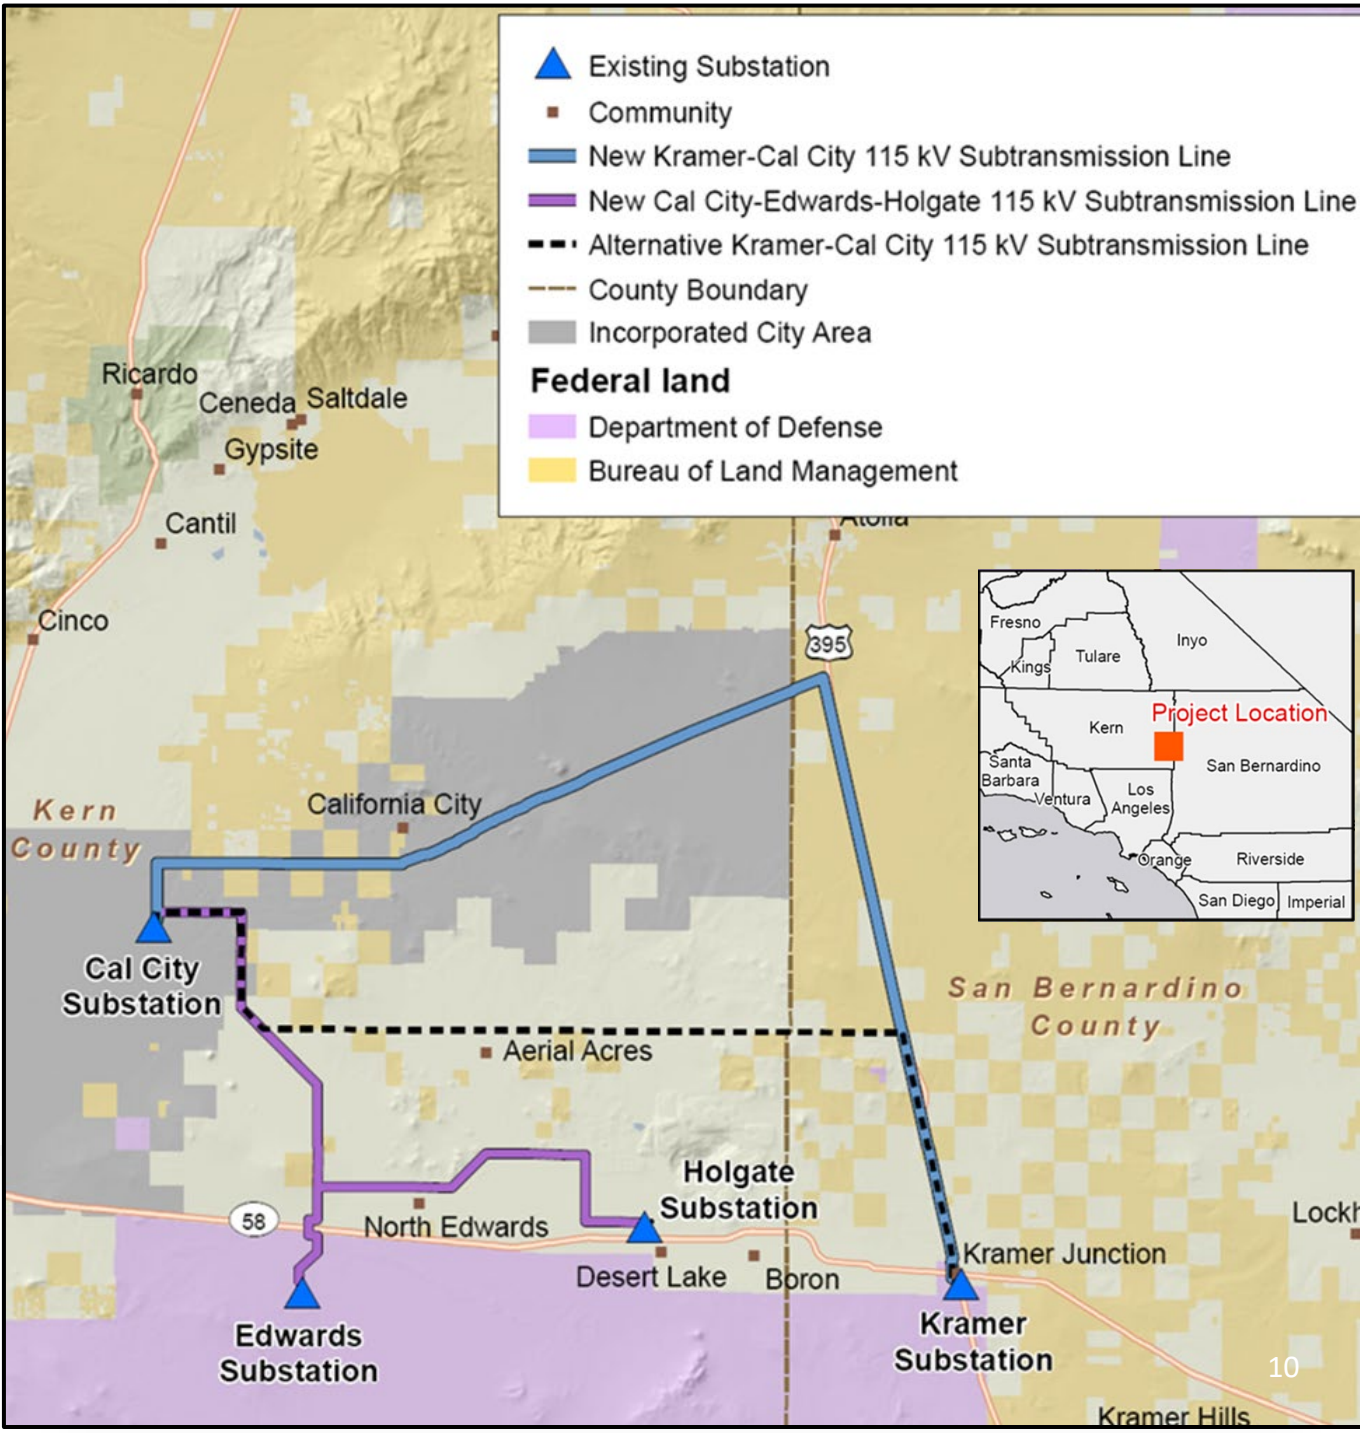 Existing Substation
Community
New Kramer-Cal City 115 kV Subtransmission Line
New Cal City-Edwards-Holgate 115 kV Subtransmission Line
Alternative Kramer-Cal City 115 kV Subtransmission Line
County Boundary
Incorporated City Area
Federal land
Department of Defense
Bureau of Land Management
Ricardo
Ceneda
Saltdale
Gypsite
Cantil
Atolia
Cinco
395
Fresno
Inyo
Kings
Tulare
Kern
Project Location
San Bernardino
Santa
Barbara
Ventura
Los
Angeles
Orange
Riverside
San Diego
Imperial
Kern
County
California City
Cal City
Substation
San Bernardino
County
Aerial Acres
Holgate
Substation
58
North Edwards
Lockh
Desert Lake
Boron
Kramer Junction
Edwards
Substation
Kramer
Substation
10
Kramer Hills